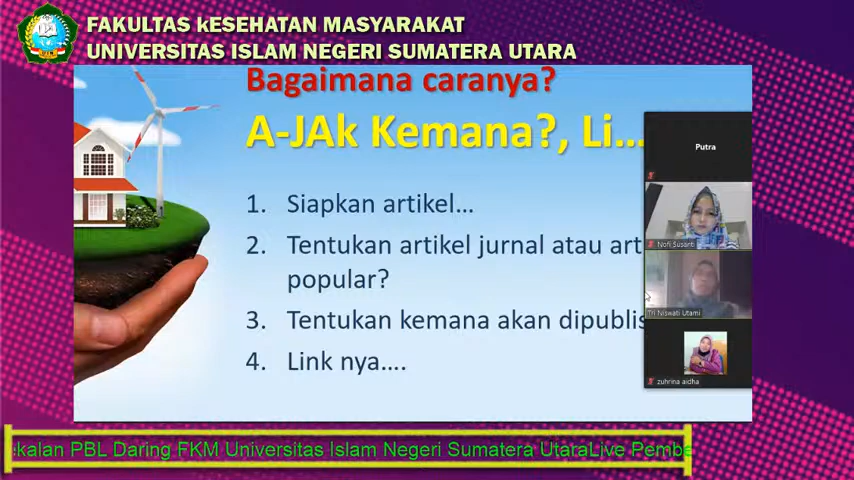 FAKULTAS kESEHATAN MASYARAKAT
UNIVERSITAS ISLAM NEGERI SUMATERA UTARA
Bagaimana caranya?
A-JAk Kemana?, Li...
1. Siapkan artikel...
2. Tentukan artikel jurnal atau art
popular?
3. Tentukan kemana akan dipublis
4. Link nya....
Putra
Nofi Susanti
Tri Niswati Utami
zuhrina aidha
ekalan PBL Daring FKM Universitas Islam Negeri Sumatera UtaraLive Pembe